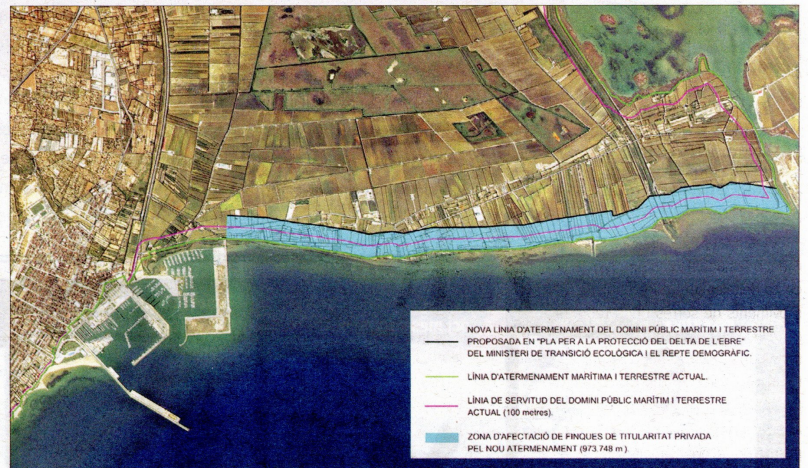 NOVA LÍNIA D'ATERMENAMENT DEL DOMINI PÚBLIC MARÍTIM I TERRESTRE
PROPOSADA EN "PLA PER A LA PROTECCIÓ DEL DELTA DE L'EBRE"
DEL MINISTERI DE TRANSICIÓ ECOLÒGICA I EL REPTE DEMOGRÀFIC.
LÍNIA D'ATERMENAMENT MARÍTIMA I TERRESTRE ACTUAL.
LÍNIA DE SERVITUD DEL DOMINI PÚBLIC MARÍTIM I TERRESTRE
ACTUAL (100 metres).
ZONA D'AFECTACIÓ DE FINQUES DE TITULARITAT PRIVADA
PEL NOU ATERMENAMENT (973.748 m ).